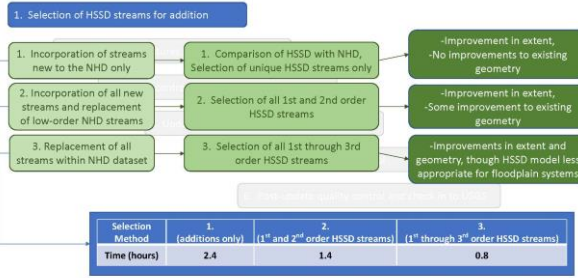 1. Selection of HSSD streams for addition
1. Incorporation of streams
new to the NHD only
1. Comparison of HSSD with NHD,
Selection of unique HSSD streams only
-Improvement in extent,
-No improvements to existing
geometry
2. Incorporation of all new
streams and replacement
of low-order NHD streams
2. Selection of all 1st and 2nd order
HSSD streams
-Improvement in extent,
-Some improvement to existing
geometry
3. Replacement of all
streams within NHD dataset
3. Selection of all 1st through 3rd
order HSSD streams
-Improvements in extent and
geometry, though HSSD model less
appropriate for floodplain systems
Selection
Method
1.
(additions only)
2.
(1st and 2nd order HSSD streams)
3.
(1st through 3rd order HSSD streams)
Time (hours) 2.4 1.4 0.8